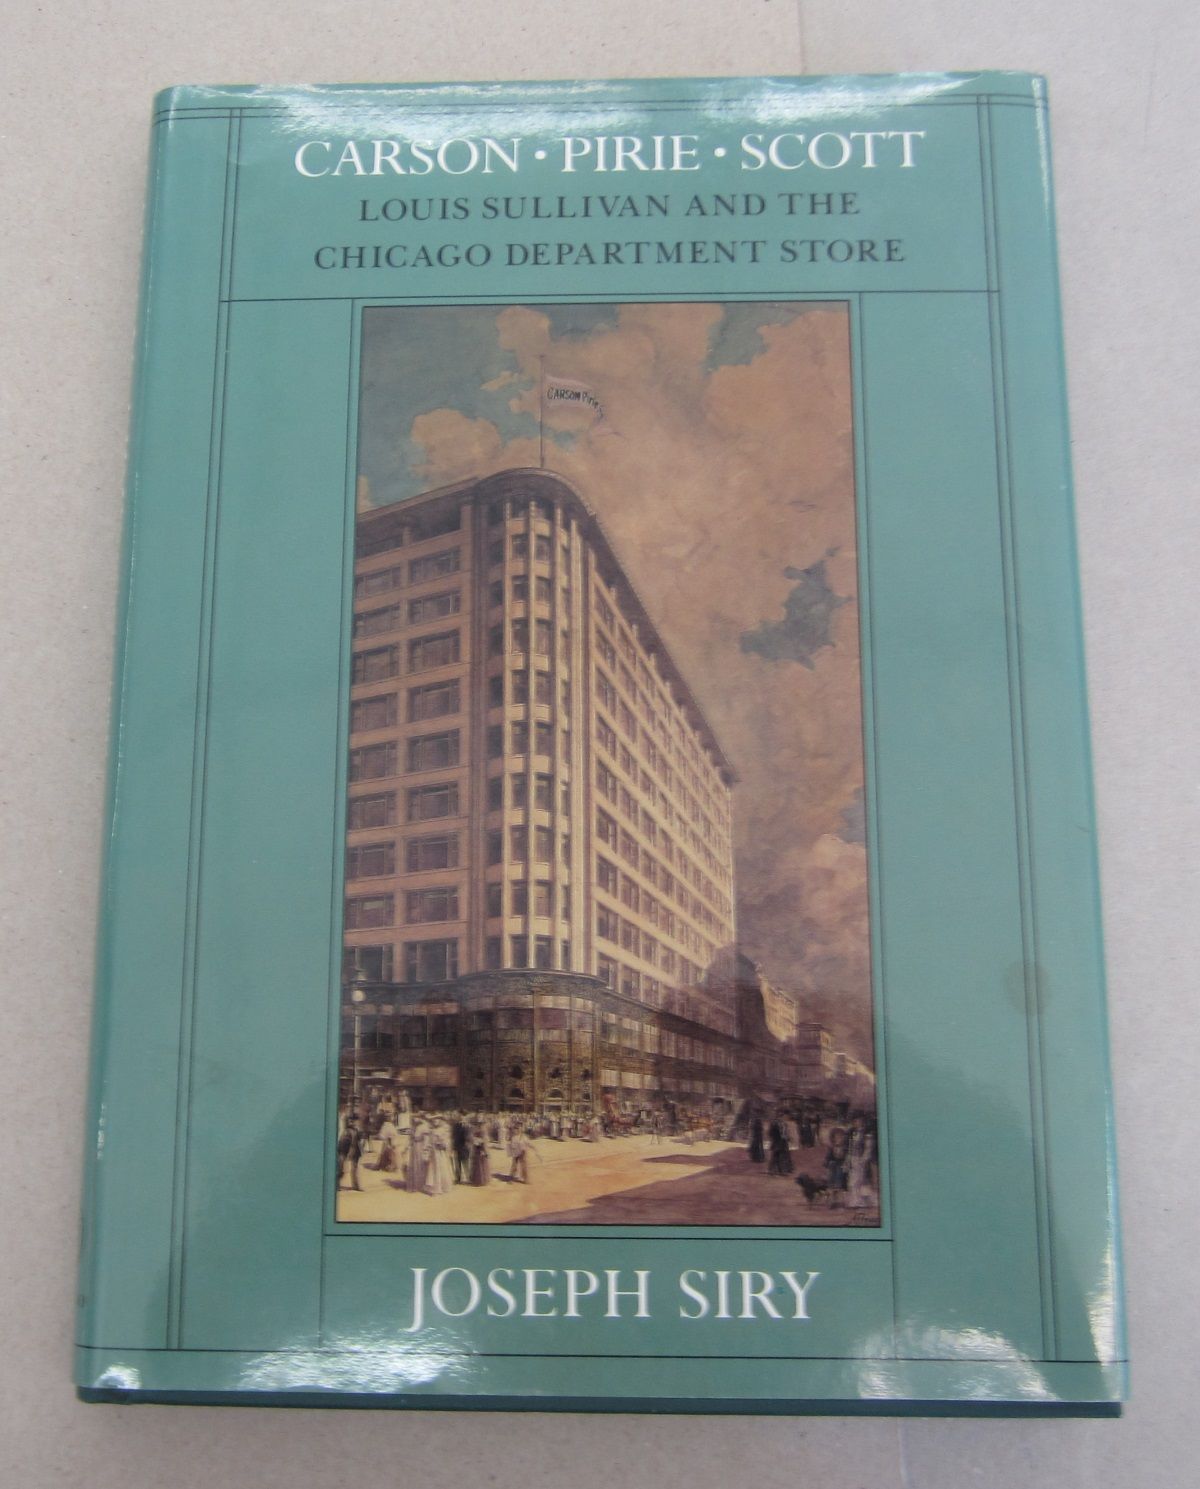 CARSON · PIRIE · SCOTT
LOUIS SULLIVAN AND THE
CHICAGO DEPARTMENT STORE
CARSON Pirie
JOSEPH SIRY